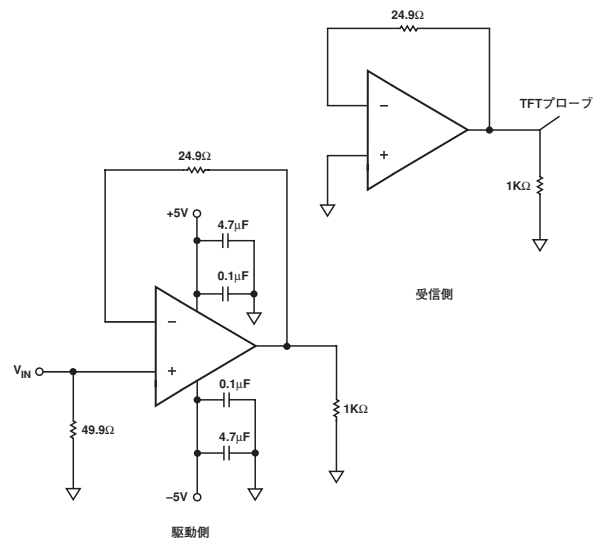 24.9Ω
−
+
TFTプローブ
1KΩ
受信側
24.9Ω
+5V
4.7μF
0.1μF
−
+
VIN
49.9Ω
0.1μF
4.7μF
1KΩ
−5V
駆動側